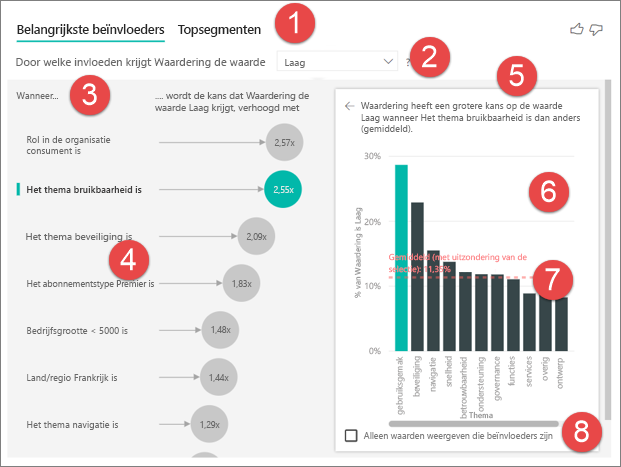 Belangrijkste beïnvloeders Topsegmenten 1
Door welke invloeden krijgt Waardering de waarde Laag ? 2
Wanneer... 3
.... wordt de kans dat Waardering de
waarde Laag krijgt, verhoogd met
Rol in de organisatie
consument is
2,57x
Het thema bruikbaarheid is
2,55x
Het thema beveiliging is
2,09x
4
Het abonnementstype Premier is
1,83x
Bedrijfsgrootte < 5000 is
1,48x
Land/regio Frankrijk is
1,44x
Het thema navigatie is
1,29x
5
Waardering heeft een grotere kans op de waarde
Laag wanneer Het thema bruikbaarheid is dan anders
(gemiddeld).
30%
20%
10%
0%
% van Waardering is Laag
6
Gemiddeld (met uitzondering van de
selectie): 11,38%
7
gebruiksgemak
beveiliging
navigatie
snelheid
betrouwbaarheid
ondersteuning
governance
functies
services
overig
ontwerp
Thema
Alleen waarden weergeven die beïnvloeders zijn
8